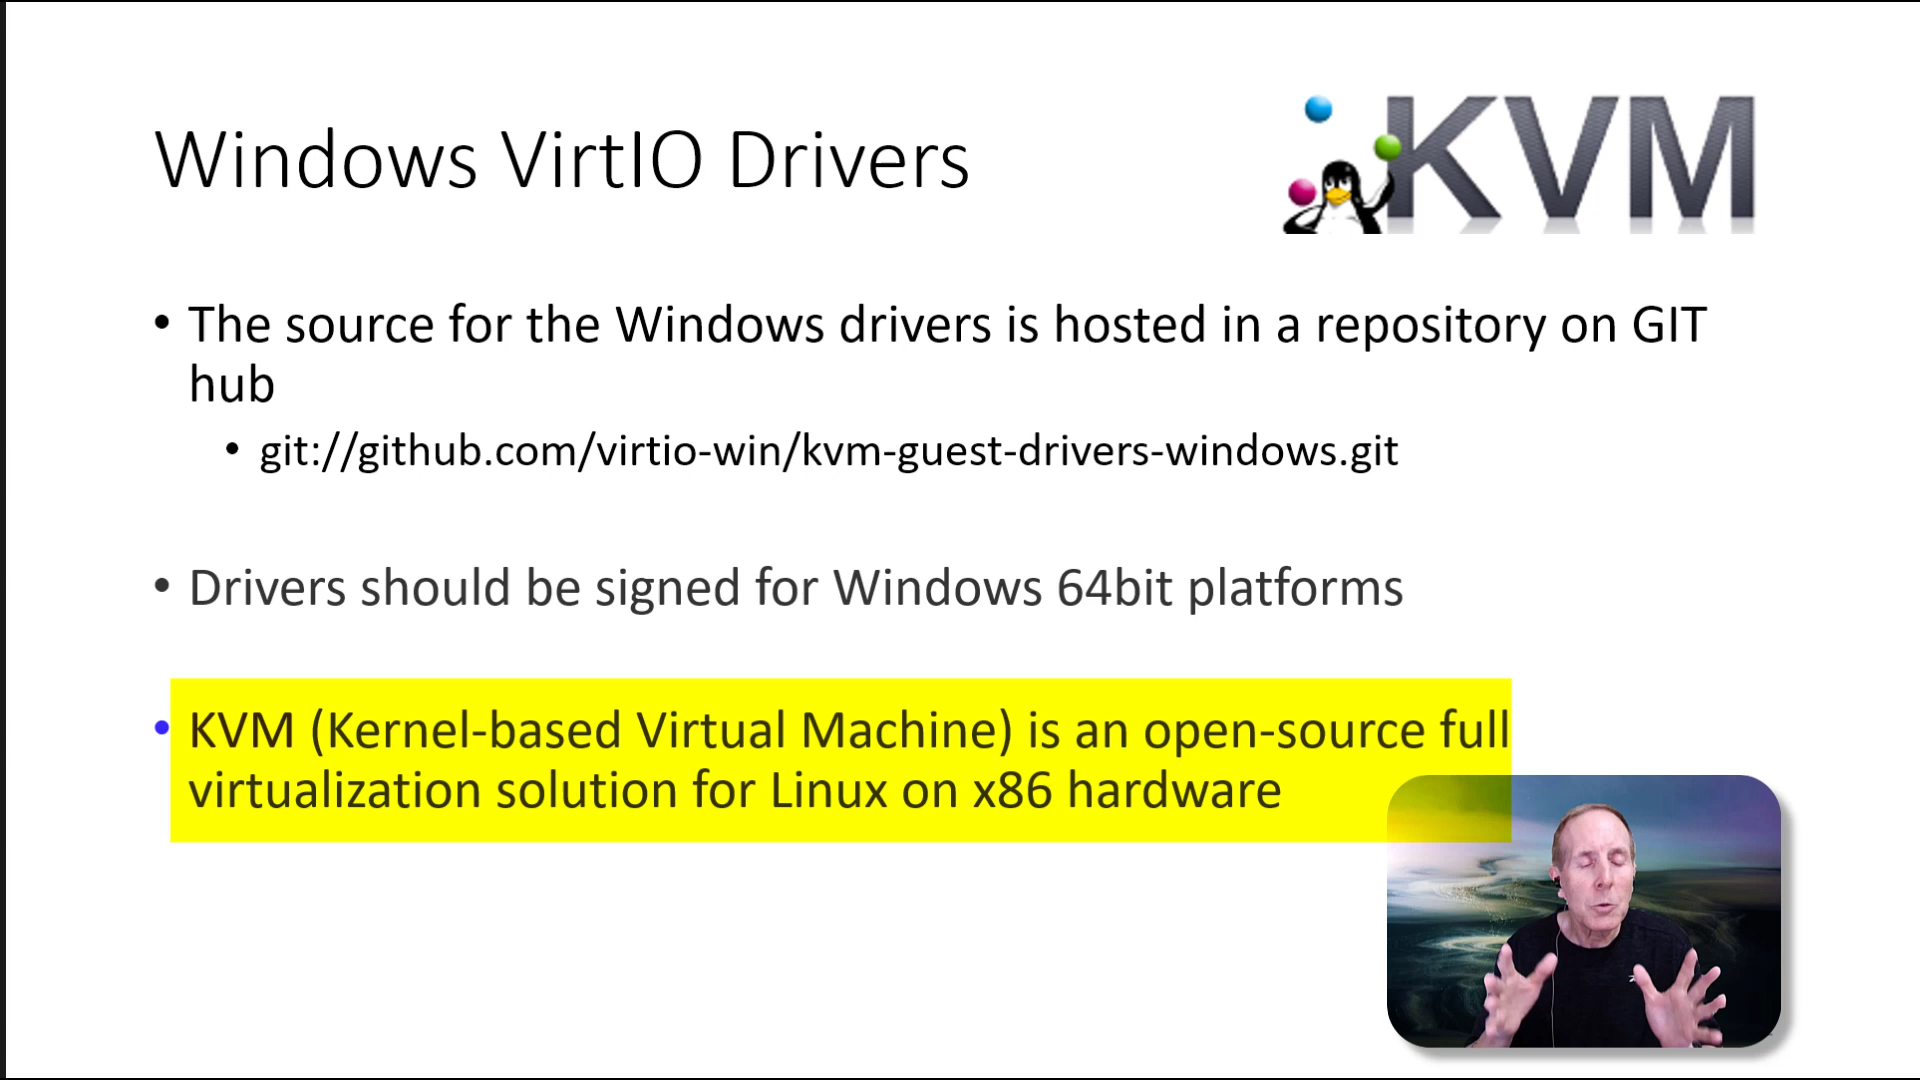 Windows VirtIO Drivers
KVM
• The source for the Windows drivers is hosted in a repository on GIT
hub
• git://github.com/virtio-win/kvm-guest-drivers-windows.git
• Drivers should be signed for Windows 64bit platforms
• KVM (Kernel-based Virtual Machine) is an open-source full
virtualization solution for Linux on x86 hardware